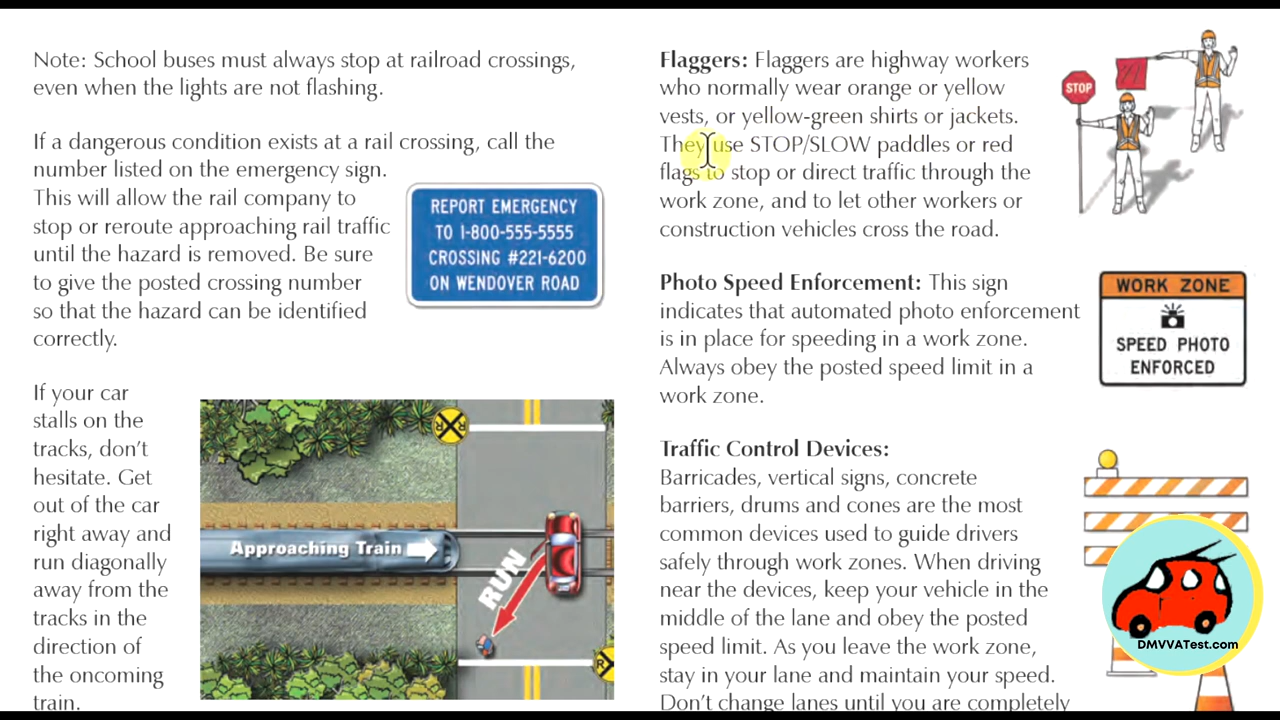 Note: School buses must always stop at railroad crossings,
even when the lights are not flashing.
If a dangerous condition exists at a rail crossing, call the
number listed on the emergency sign.
This will allow the rail company to
stop or reroute approaching rail traffic
until the hazard is removed. Be sure
to give the posted crossing number
so that the hazard can be identified
correctly.
REPORT EMERGENCY
TO 1-800-555-5555
CROSSING #221-6200
ON WENDOVER ROAD
If your car
stalls on the
tracks, don't
hesitate. Get
out of the car
right away and
run diagonally
away from the
tracks in the
direction of
the oncoming
train.
R R
Approaching Train
RUN
R
Flaggers: Flaggers are highway workers
who normally wear orange or yellow
vests, or yellow-green shirts or jackets.
They use STOP/SLOW paddles or red
flags to stop or direct traffic through the
work zone, and to let other workers or
construction vehicles cross the road.
STOP
Photo Speed Enforcement: This sign
indicates that automated photo enforcement
is in place for speeding in a work zone.
Always obey the posted speed limit in a
work zone.
WORK ZONE
SPEED PHOTO
ENFORCED
Traffic Control Devices:
Barricades, vertical signs, concrete
barriers, drums and cones are the most
common devices used to guide drivers
safely through work zones. When driving
near the devices, keep your vehicle in the
middle of the lane and obey the posted
speed limit. As you leave the work zone,
stay in your lane and maintain your speed.
Don't change lanes until you are completely
DMVVATest.com